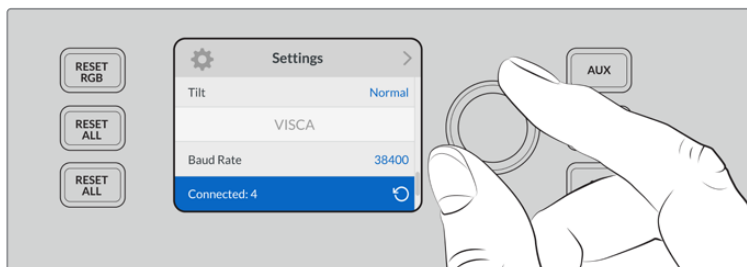 RESET
RGB
RESET
ALL
RESET
ALL
Settings
Tilt Normal
VISCA
Baud Rate 38400
Connected: 4
AUX